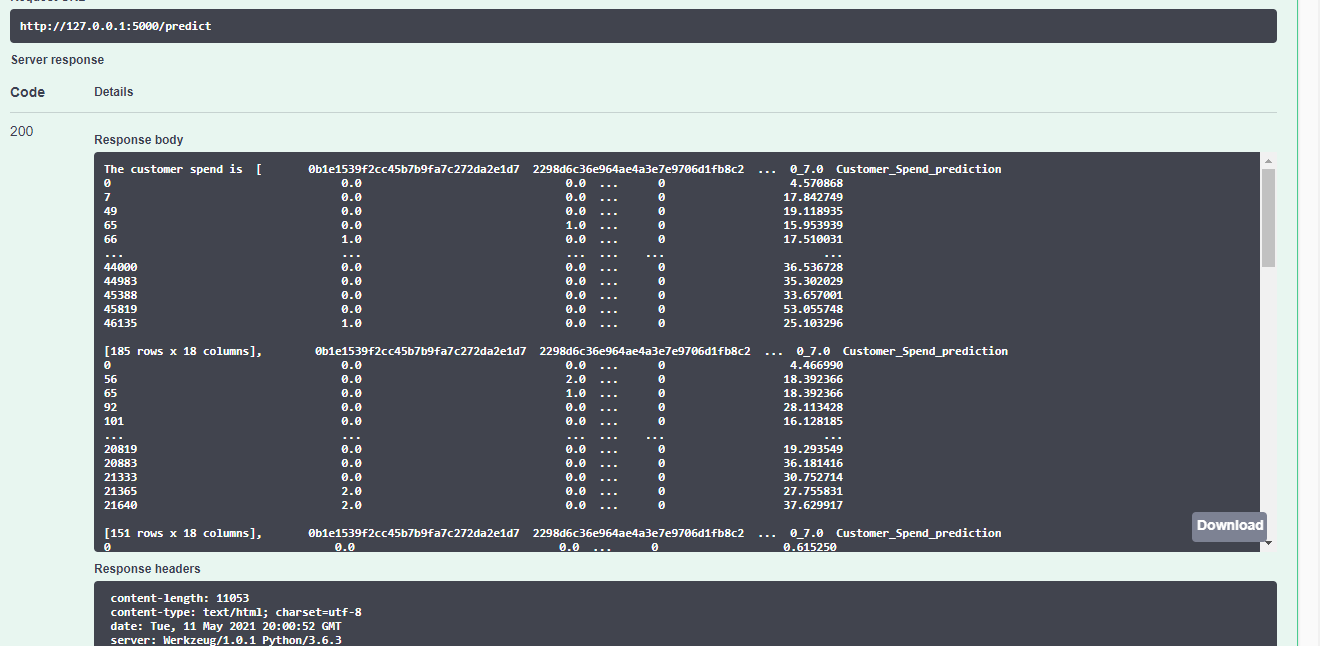 http://127.0.0.1:5000/predict
Server response
Code Details
200
Response body
The customer spend is [ 0b1e1539f2cc45b7b9fa7c272da2e1d7 2298d6c36e964ae4a3e7e9706d1fb8c2 ... 0_7.0 Customer_Spend_prediction
0 0.0 0.0 ... 0 4.570868
7 0.0 0.0 ... 0 17.842749
49 0.0 0.0 ... 0 19.118935
65 0.0 1.0 ... 0 15.953939
66 1.0 0.0 ... 0 17.510031
... ... ... ... ... ...
44000 0.0 0.0 ... 0 36.536728
44983 0.0 0.0 ... 0 35.302029
45388 0.0 0.0 ... 0 33.657001
45819 0.0 0.0 ... 0 53.055748
46135 1.0 0.0 ... 0 25.103296
[185 rows x 18 columns], 0b1e1539f2cc45b7b9fa7c272da2e1d7 2298d6c36e964ae4a3e7e9706d1fb8c2 ... 0_7.0 Customer_Spend_prediction
0 0.0 0.0 ... 0 4.466990
56 0.0 2.0 ... 0 18.392366
65 0.0 1.0 ... 0 18.392366
92 0.0 0.0 ... 0 28.113428
101 0.0 0.0 ... 0 16.128185
... ... ... ... ... ...
20819 0.0 0.0 ... 0 19.293549
20883 0.0 0.0 ... 0 36.181416
21333 0.0 0.0 ... 0 30.752714
21365 2.0 0.0 ... 0 27.755831
21640 2.0 0.0 ... 0 37.629917
Download
[151 rows x 18 columns], 0b1e1539f2cc45b7b9fa7c272da2e1d7 2298d6c36e964ae4a3e7e9706d1fb8c2 ... 0_7.0 Customer_Spend_prediction
0 0.0 0.0 ... 0 0.615250
Response headers
content-length: 11053
content-type: text/html; charset=utf-8
date: Tue, 11 May 2021 20:00:52 GMT
server: Werkzeug/1.0.1 Python/3.6.3